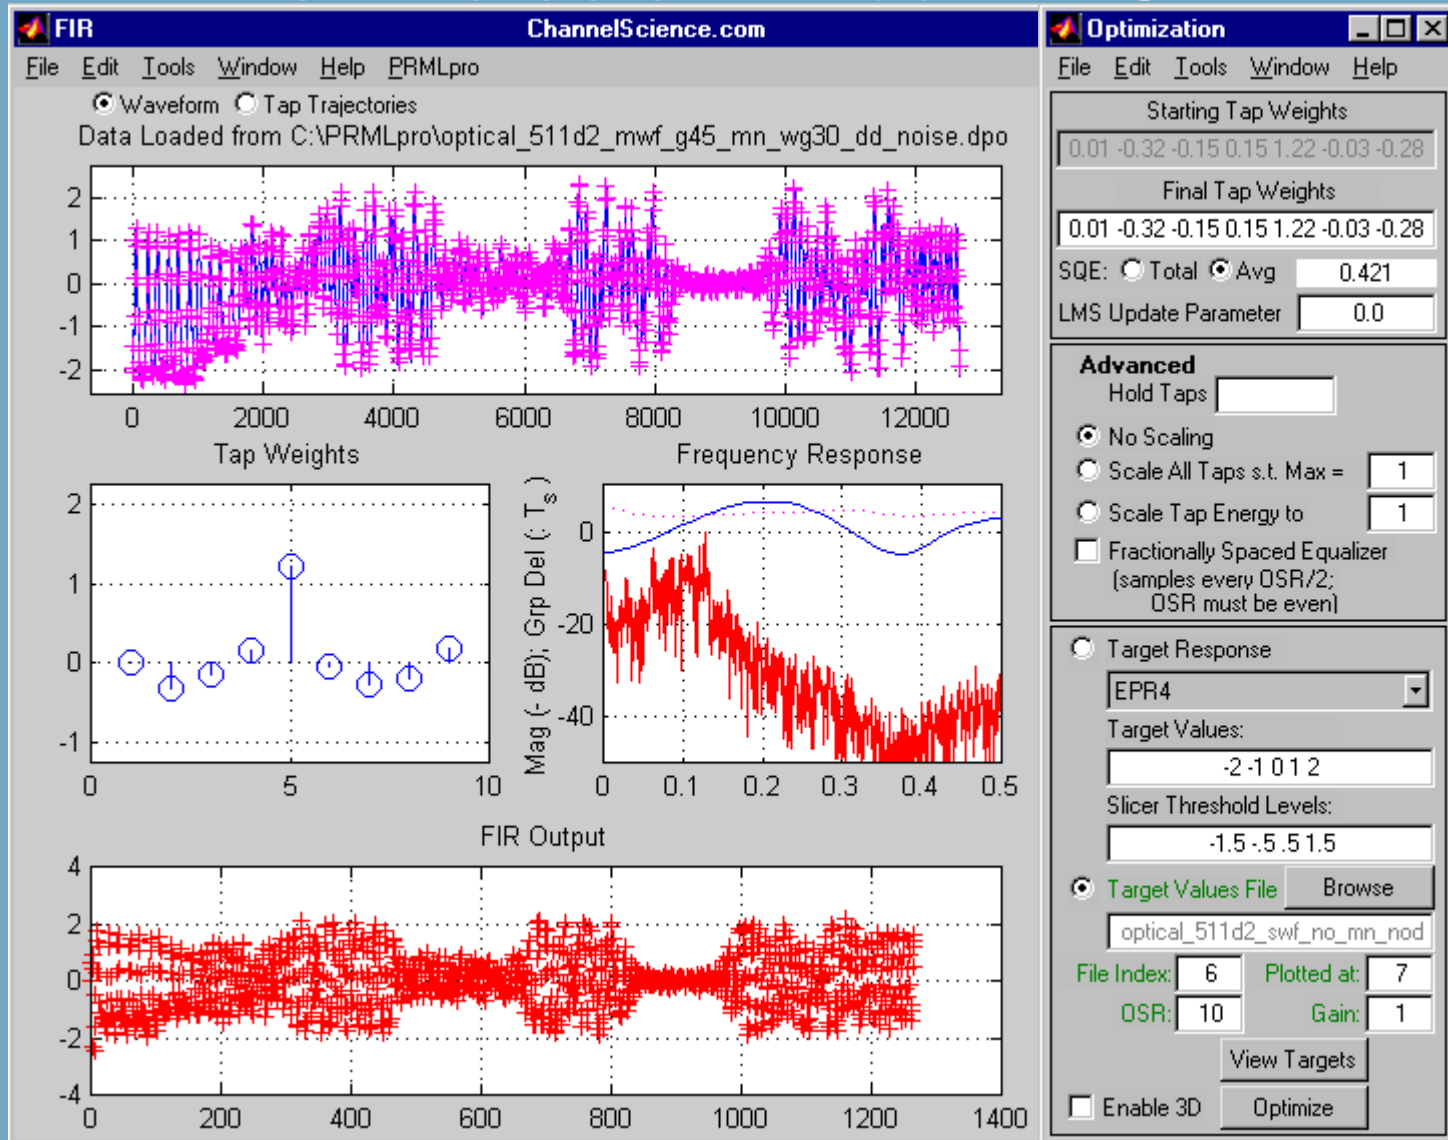 FIR
ChannelScience.com
File Edit Tools Window Help PRMLpro
Waveform Tap Trajectories
Data Loaded from C:\PRMLpro\optical_511d2_mwf_g45_mn_wg30_dd_noise.dpo
2
1
0
-1
-2
0 2000 4000 6000 8000 10000 12000
Tap Weights
2
1
0
-1
0 5 10
Frequency Response
Mag (- dB); Grp Del (: Ts)
0
-20
-40
0 0.1 0.2 0.3 0.4 0.5
FIR Output
4
2
0
-2
-4
0 200 400 600 800 1000 1200 1400
Optimization
File Edit Tools Window Help
Starting Tap Weights
0.01 -0.32 -0.15 0.15 1.22 -0.03 -0.28
Final Tap Weights
0.01 -0.32 -0.15 0.15 1.22 -0.03 -0.28
SQE: Total Avg 0.421
LMS Update Parameter 0.0
Advanced
Hold Taps
No Scaling
Scale All Taps s.t. Max = 1
Scale Tap Energy to 1
Fractionally Spaced Equalizer
(samples every OSR/2;
OSR must be even)
Target Response
EPR4
Target Values:
-2 -1 0 1 2
Slicer Threshold Levels:
-1.5 -.5 .5 1.5
Target Values File Browse
optical_511d2_swf_no_mn_nod
File Index: 6 Plotted at: 7
OSR: 10 Gain: 1
View Targets
Enable 3D Optimize